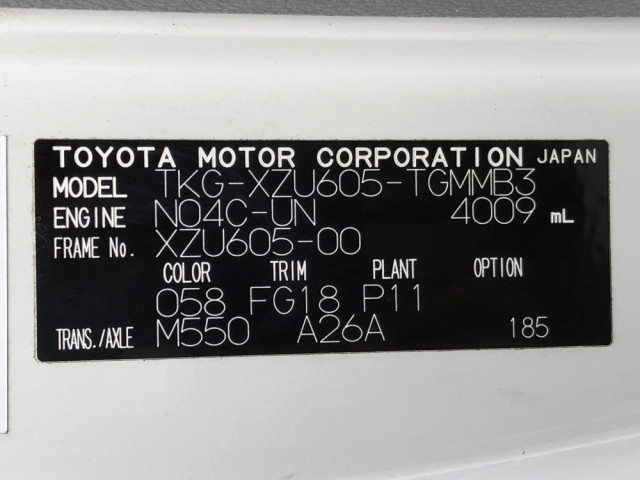 TOYOTA MOTOR CORPORATION JAPAN
MODEL TKG-XZU605-TGMMB3
ENGINE N04C-UN 4009 mL
FRAME No. XZU605-00
COLOR TRIM PLANT OPTION
058 FG18 P11
TRANS./AXLE M550 A26A 185